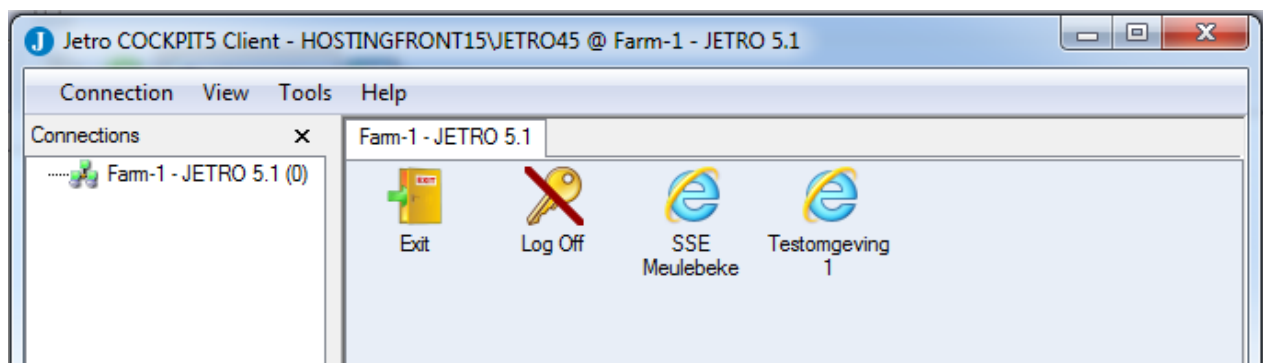 Jetro COCKPIT5 Client - HOSTINGFRONT15\JETRO45 @ Farm-1 - JETRO 5.1
Connection View Tools Help
Connections
Farm-1 - JETRO 5.1
Farm-1 - JETRO 5.1 (0)
EXIT
Exit
Log Off
SSE
Meulebeke
Testomgeving
1